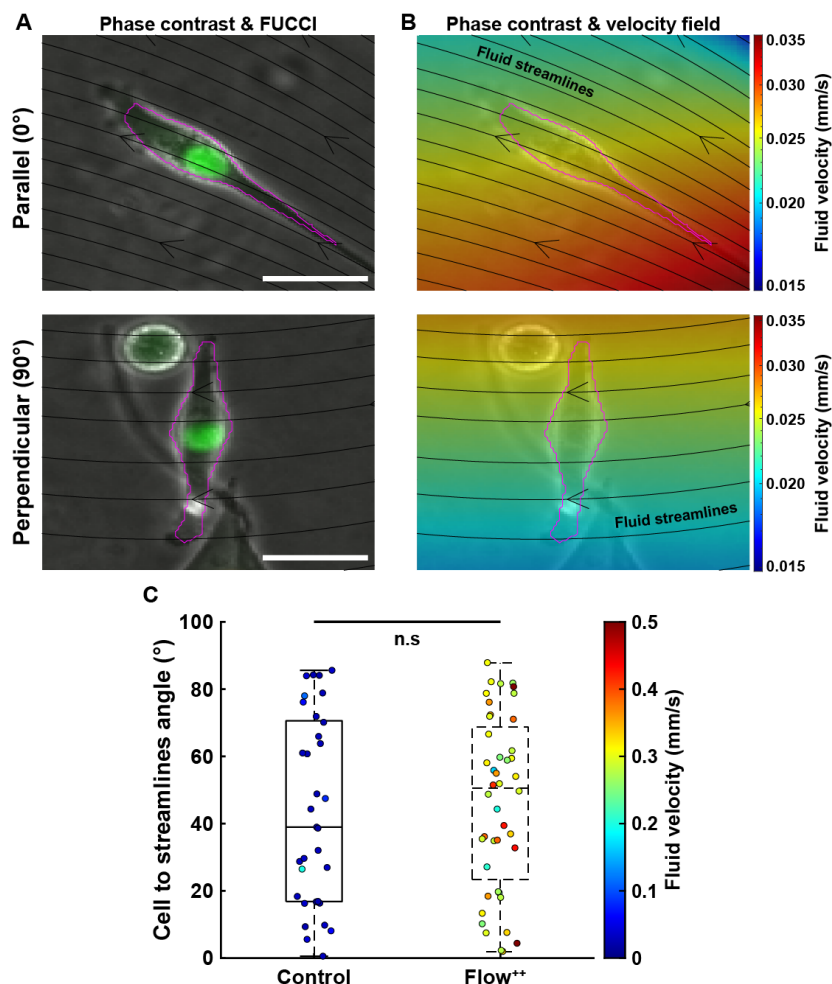 A
Phase contrast & FUCCI
B
Phase contrast & velocity field
Parallel (0°)
Fluid streamlines
0.035
0.030
0.025
0.020
0.015
Fluid velocity (mm/s)
Perpendicular (90°)
Fluid streamlines
0.035
0.030
0.025
0.020
0.015
Fluid velocity (mm/s)
C
Cell to streamlines angle (°)
100
80
60
40
20
0
n.s
Control
Flow⁺⁺
0.5
0.4
0.3
0.2
0.1
0
Fluid velocity (mm/s)